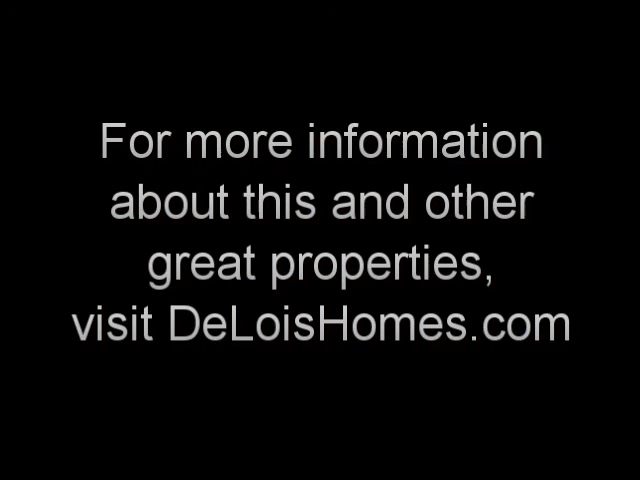 For more information
about this and other
great properties,
visit DeLoisHomes.com